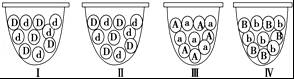 D d D d D d D d A a A a B b B b
d D d d D d a A a b b B
D d D D d D A a A B b b
Ⅰ Ⅱ Ⅲ Ⅳ